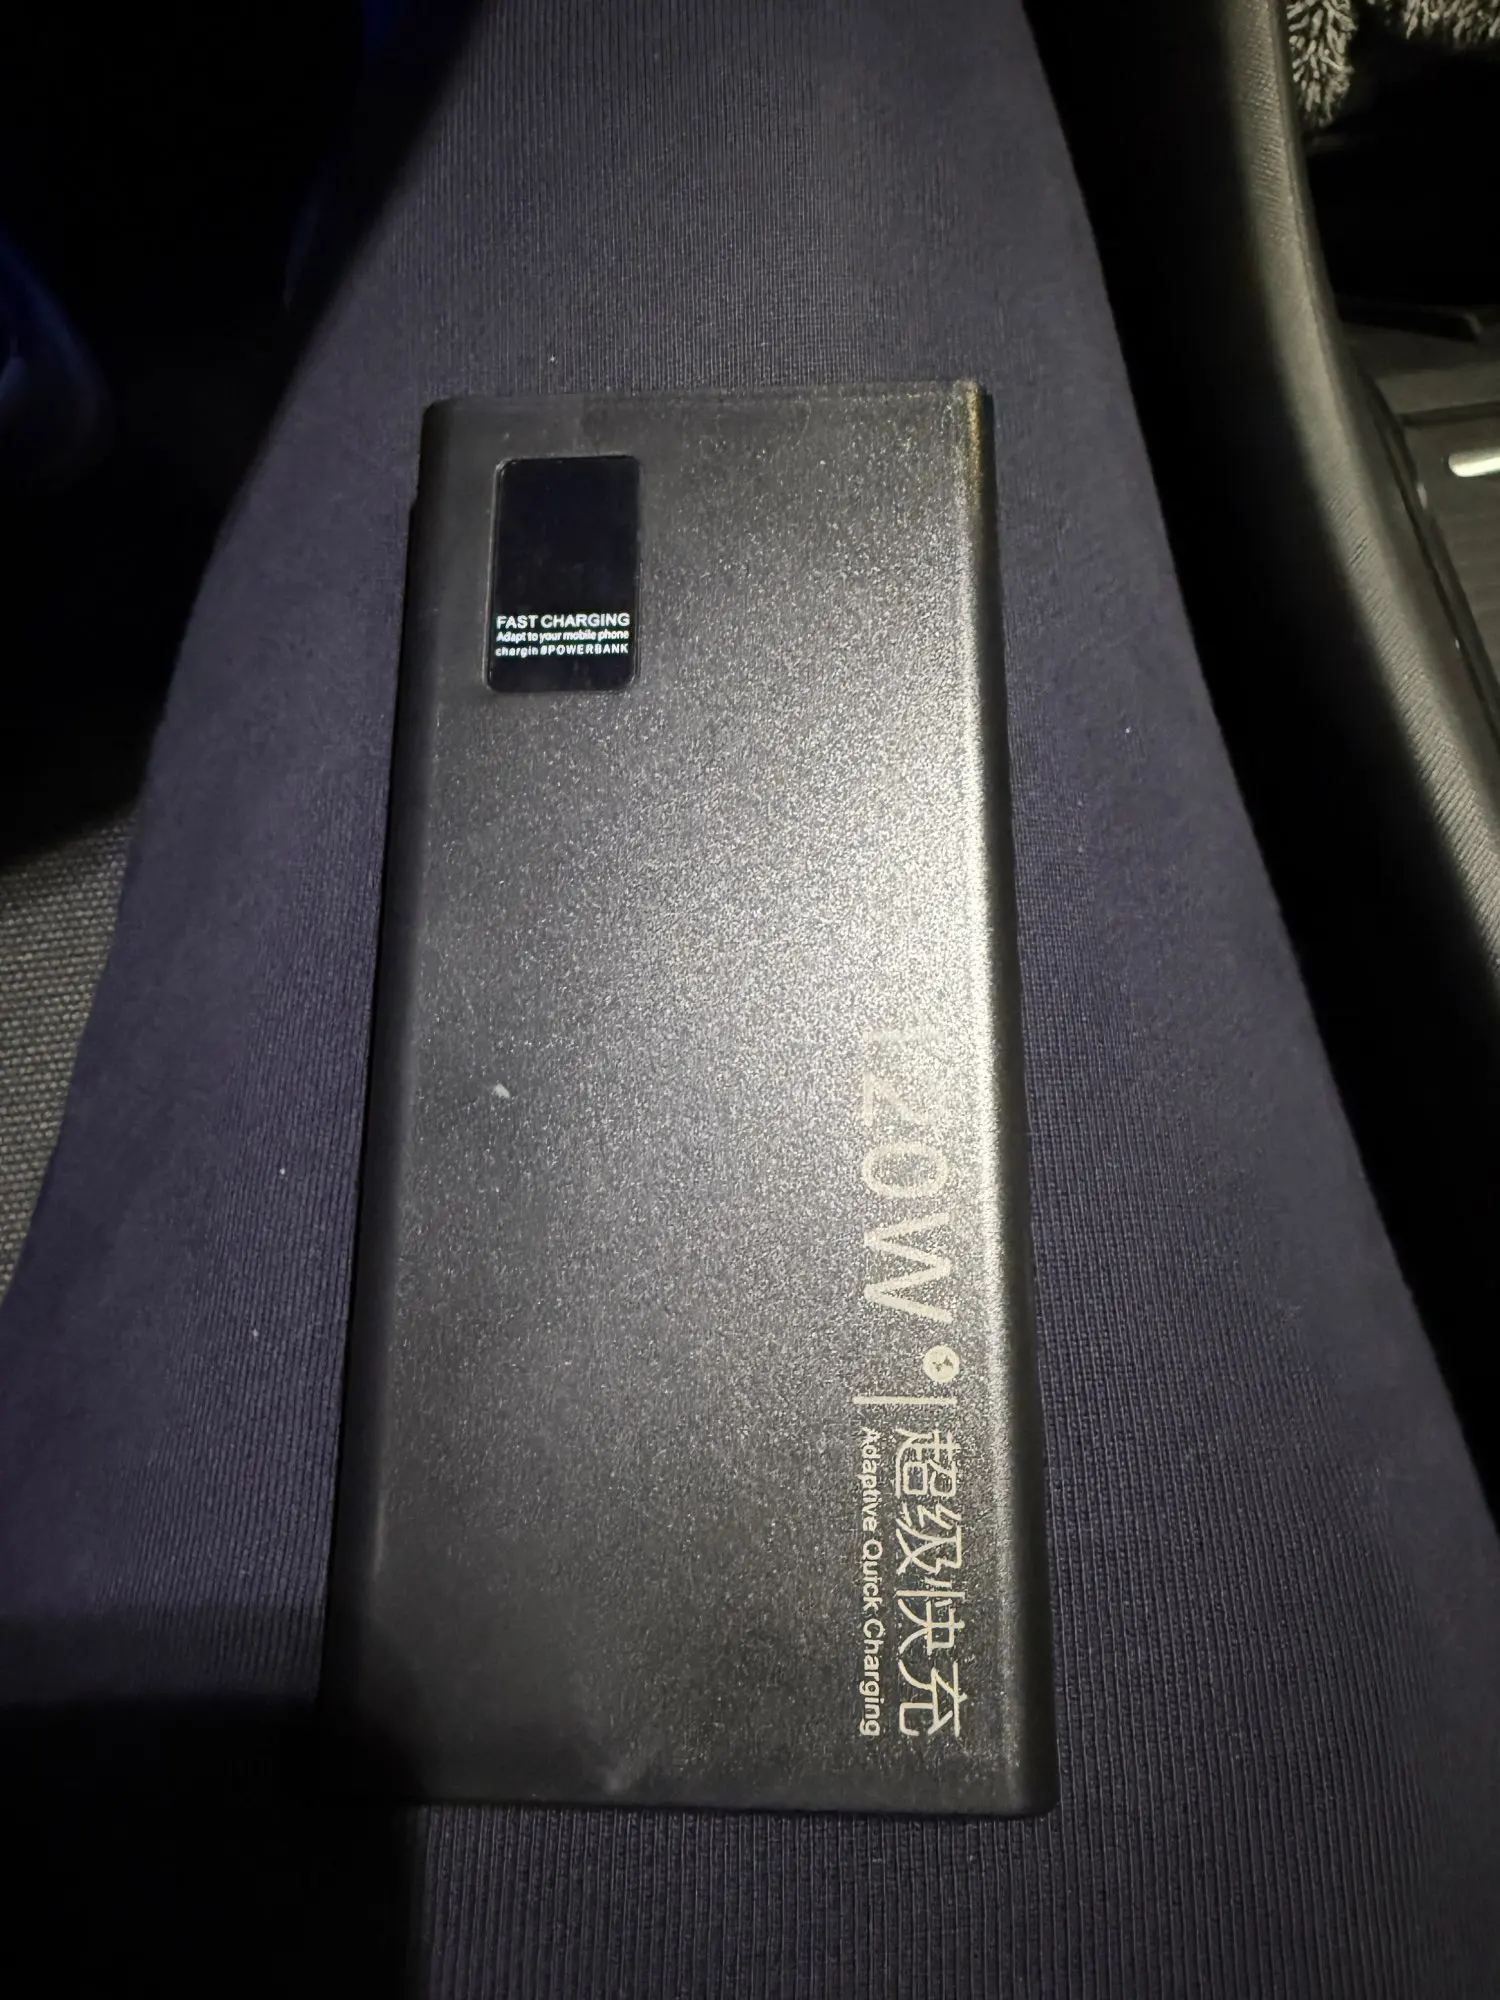 FAST CHARGING
Adapt to your mobile phone
chargin #POWERBANK
120W
超级快充
Adaptive Quick Charging